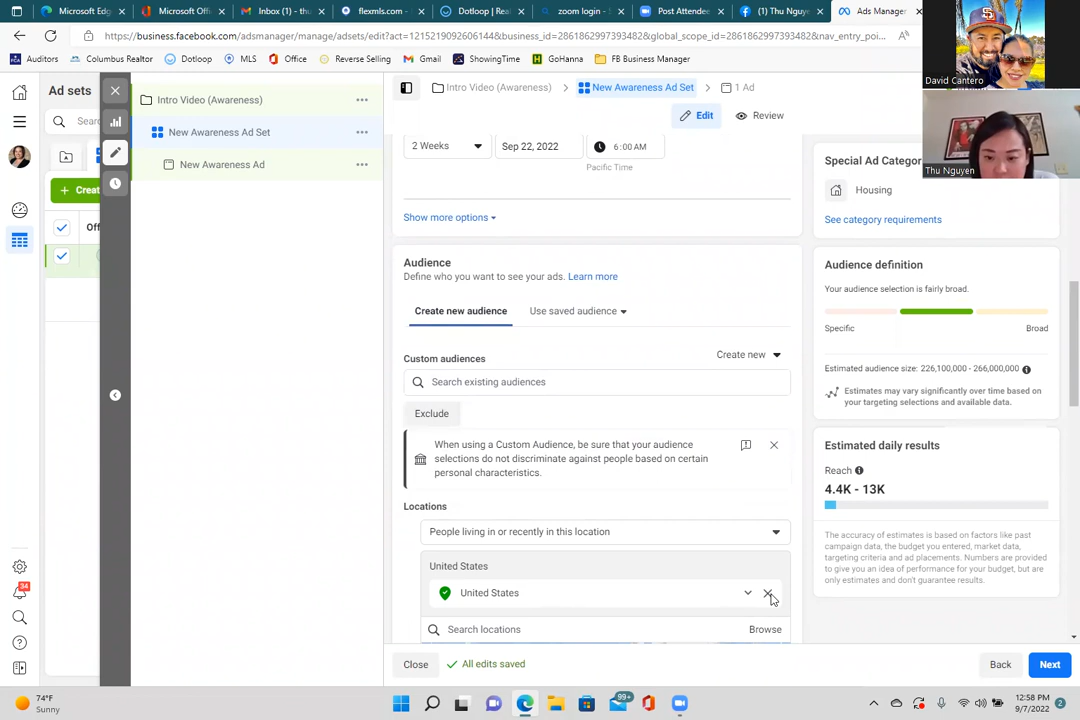 Microsoft Edg
Microsoft Offi
Inbox (1) - thu
flexmls.com -
Dotloop | Rea
zoom login -
Post Attendee
(1) Thu Nguye
Ads Manager
https://business.facebook.com/adsmanager/manage/adsets/edit?act=1215219092606144&business_id=2861862997393482&global_scope_id=2861862997393482&nav_entry_poi...
Auditors
Columbus Realtor
Dotloop
MLS
Office
Reverse Selling
Gmail
ShowingTime
GoHanna
FB Business Manager
David Cantero
Thu Nguyen
Ad sets
Sear
Creat
Off
34
Intro Video (Awareness)
New Awareness Ad Set
New Awareness Ad
Intro Video (Awareness)
New Awareness Ad Set
1 Ad
Edit
Review
2 Weeks
Sep 22, 2022
6:00 AM
Pacific Time
Show more options
Audience
Define who you want to see your ads. Learn more
Create new audience
Use saved audience
Custom audiences
Create new
Search existing audiences
Exclude
When using a Custom Audience, be sure that your audience
selections do not discriminate against people based on certain
personal characteristics.
Locations
People living in or recently in this location
United States
United States
Search locations
Browse
Close
All edits saved
Back
Next
Special Ad Categor
Housing
See category requirements
Audience definition
Your audience selection is fairly broad.
Specific
Broad
Estimated audience size: 226,100,000 - 266,000,000
Estimates may vary significantly over time based on
your targeting selections and available data.
Estimated daily results
Reach
4.4K - 13K
The accuracy of estimates is based on factors like past
campaign data, the budget you entered, market data,
targeting criteria and ad placements. Numbers are provided
to give you an idea of performance for your budget, but are
only estimates and don't guarantee results.
74°F
Sunny
99+
12:58 PM
9/7/2022
2